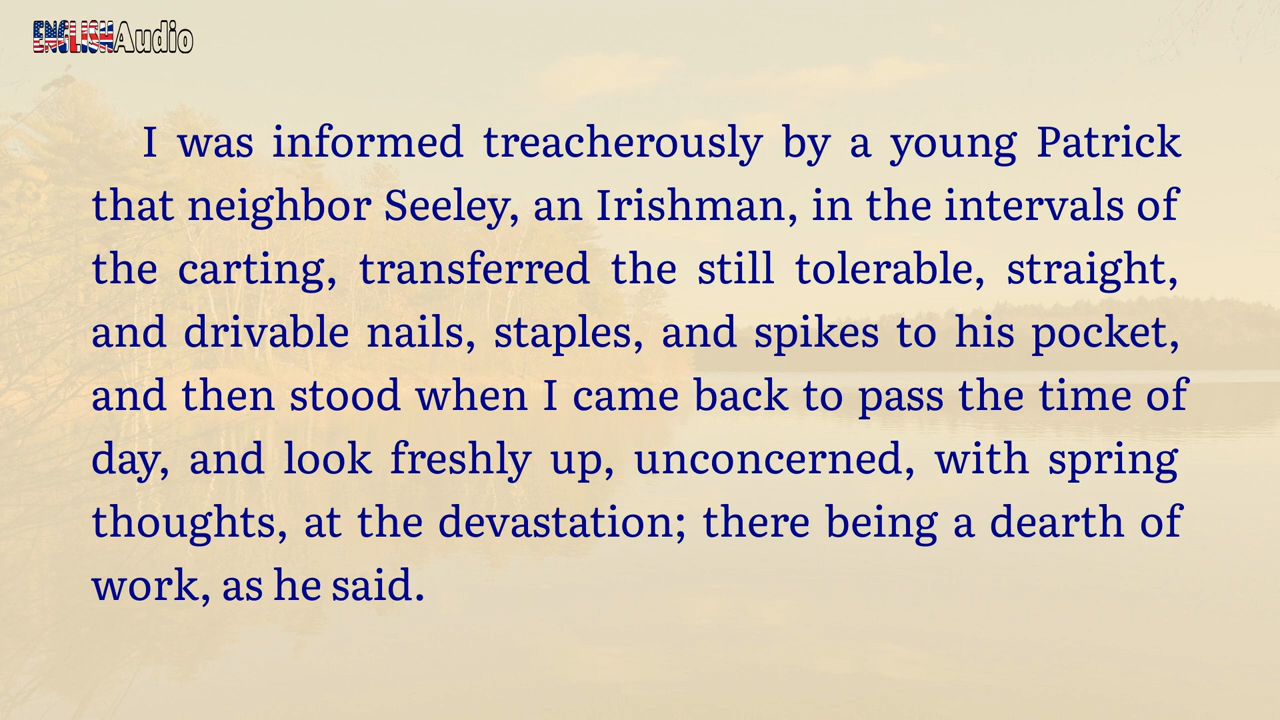 ENGLISHAudio
I was informed treacherously by a young Patrick
that neighbor Seeley, an Irishman, in the intervals of
the carting, transferred the still tolerable, straight,
and drivable nails, staples, and spikes to his pocket,
and then stood when I came back to pass the time of
day, and look freshly up, unconcerned, with spring
thoughts, at the devastation; there being a dearth of
work, as he said.